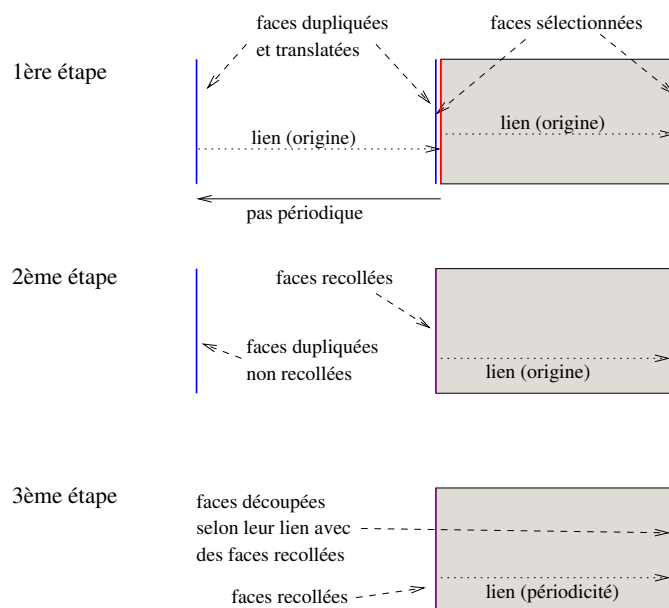 faces dupliquées
et translatées
faces sélectionnées
1ère étape
lien (origine)
lien (origine)
pas périodique
2ème étape
faces recollées
faces dupliquées
non recollées
lien (origine)
3ème étape
faces découpées
selon leur lien avec
des faces recollées
faces recollées
lien (périodicité)